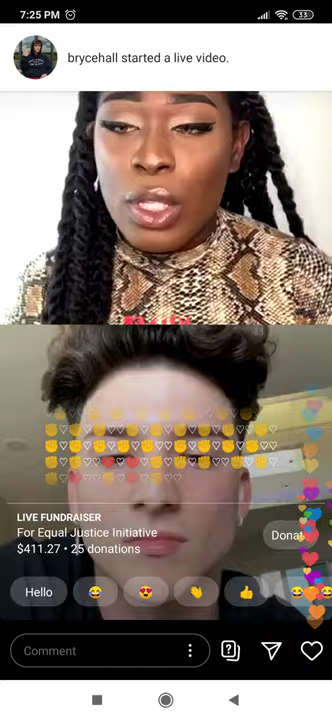 7:25 PM
33
brycehall started a live video.
LIVE FUNDRAISER
For Equal Justice Initiative
$411.27 • 25 donations
Donat
Hello
Comment